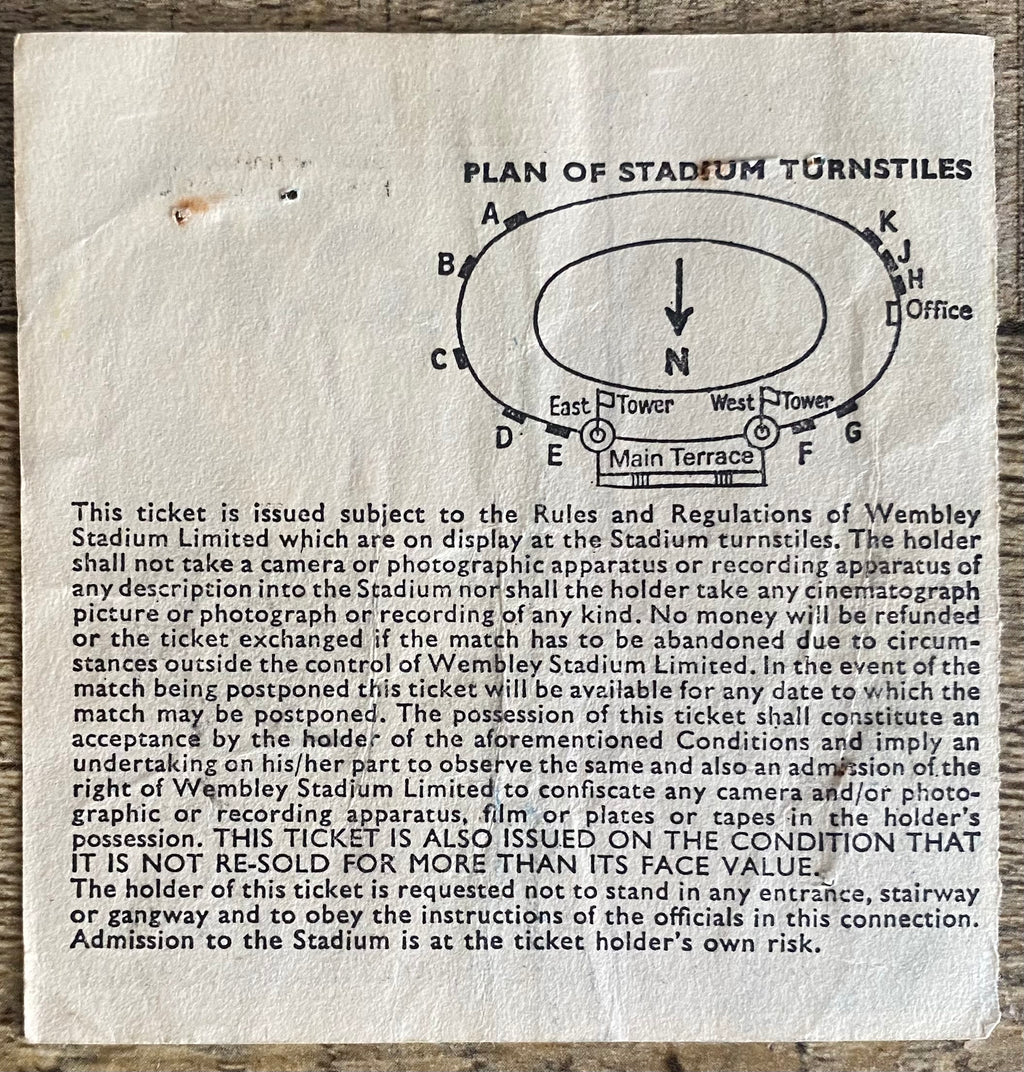 PLAN OF STADIUM TURNSTILES
A
K
J
B
H
Office
C
N
East Tower
West Tower
D
E
F
G
Main Terrace
This ticket is issued subject to the Rules and Regulations of Wembley
Stadium Limited which are on display at the Stadium turnstiles. The holder
shall not take a camera or photographic apparatus or recording apparatus of
any description into the Stadium nor shall the holder take any cinematograph
picture or photograph or recording of any kind. No money will be refunded
or the ticket exchanged if the match has to be abandoned due to circum-
stances outside the control of Wembley Stadium Limited. In the event of the
match being postponed this ticket will be available for any date to which the
match may be postponed. The possession of this ticket shall constitute an
acceptance by the holder of the aforementioned Conditions and imply an
undertaking on his/her part to observe the same and also an admission of the
right of Wembley Stadium Limited to confiscate any camera and/or photo-
graphic or recording apparatus, film or plates or tapes in the holder's
possession. THIS TICKET IS ALSO ISSUED ON THE CONDITION THAT
IT IS NOT RE-SOLD FOR MORE THAN ITS FACE VALUE.
The holder of this ticket is requested not to stand in any entrance, stairway
or gangway and to obey the instructions of the officials in this connection.
Admission to the Stadium is at the ticket holder's own risk.